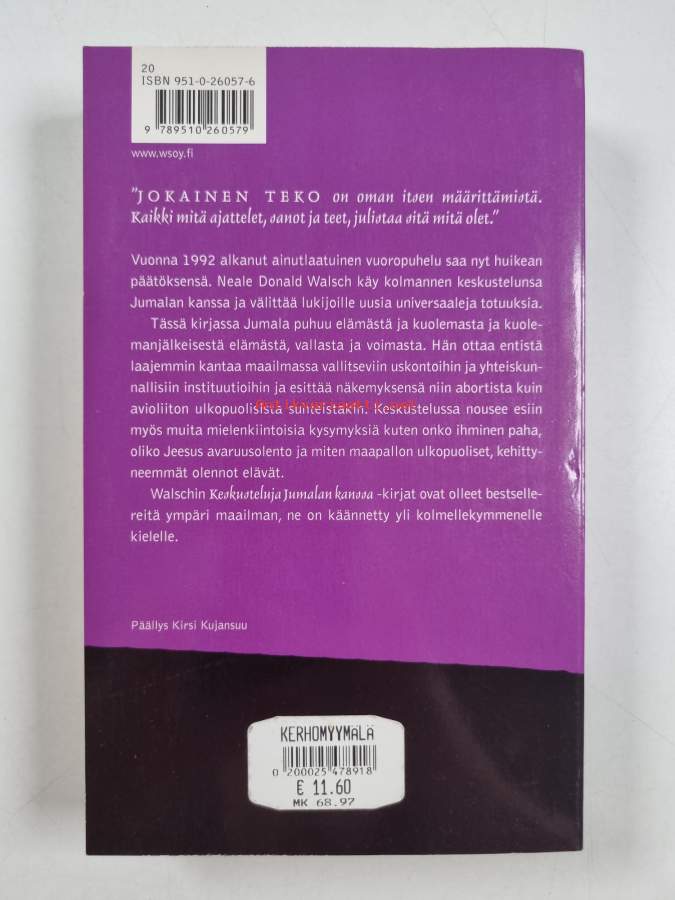 20
ISBN 951-0-26057-6
9 789510 260579
www.wsoy.fi
"JOKAINEN TEKO on oman itsen määrittämistä.
Kaikki mitä ajattelet, sanot ja teet, julistaa sitä mitä olet."
Vuonna 1992 alkanut ainutlaatuinen vuoropuhelu saa nyt huikean
päätöksensä. Neale Donald Walsch käy kolmannen keskustelunsa
Jumalan kanssa ja välittää lukijoille uusia universaaleja totuuksia.
Tässä kirjassa Jumala puhuu elämästä ja kuolemasta ja kuole-
manjälkeisestä elämästä, vallasta ja voimasta. Hän ottaa entistä
laajemmin kantaa maailmassa vallitseviin uskontoihin ja yhteiskun-
nallisiin instituutioihin ja esittää näkemyksensä niin abortista kuin
avioliiton ulkopuolisista suhteistakin. Keskustelussa nousee esiin
myös muita mielenkiintoisia kysymyksiä kuten onko ihminen paha,
oliko Jeesus avaruusolento ja miten maapallon ulkopuoliset, kehitty-
neemmät olennot elävät.
Walschin Keskusteluja Jumalan kanssa -kirjat ovat olleet bestselle-
reitä ympäri maailman, ne on käännetty yli kolmellekymmenelle
kielelle.
Päällys Kirsi Kujansuu
KERHOMYYMÄLÄ
0 200025 478918
€ 11.60
MK 68.97